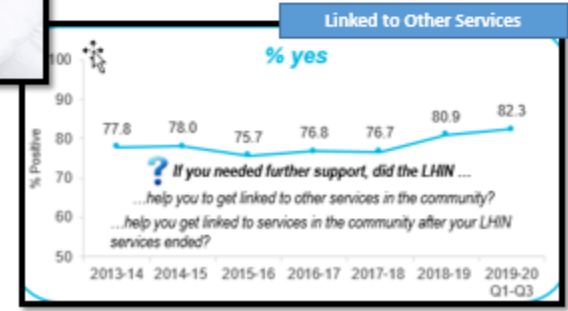 Linked to Other Services
% yes
100
90
80
70
60
50
% Positive
77.8 78.0 75.7 76.8 76.7 80.9 82.3
? If you needed further support, did the LHIN ...
...help you to get linked to other services in the community?
...help you get linked to services in the community after your LHIN
services ended?
2013-14 2014-15 2015-16 2016-17 2017-18 2018-19 2019-20
Q1-Q3